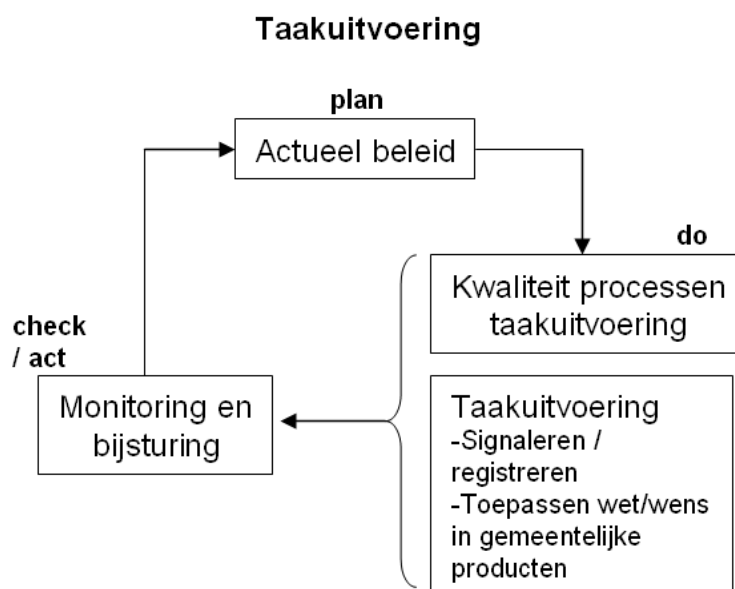 Taakuitvoering
plan
Actueel beleid
do
Kwaliteit processen
taakuitvoering
check
/ act
Monitoring en
bijsturing
Taakuitvoering
-Signaleren /
registreren
-Toepassen wet/wens
in gemeentelijke
producten